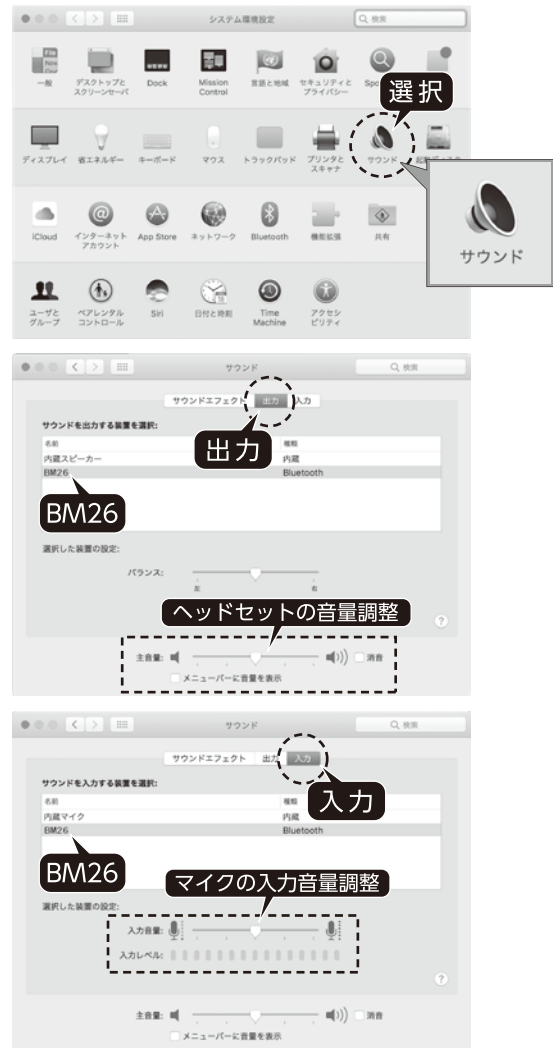 システム環境設定
検索
一般
デスクトップと
スクリーンセーバ
Dock
Mission
Control
言語と地域
セキュリティと
プライバシー
選択
ディスプレイ
省エネルギー
キーボード
マウス
トラックパッド
プリンタと
スキャナ
サウンド
サウンド
iCloud
インターネット
アカウント
App Store
ネットワーク
Bluetooth
機能拡張
共有
ユーザと
グループ
ペアレンタル
コントロール
Siri
日付と時刻
Time
Machine
アクセシ
ビリティ
サウンド
検索
サウンドエフェクト 出力 入力
サウンドを出力する装置を選択:
出力
名前 種類
内蔵スピーカー 内蔵
BM26 Bluetooth
BM26
選択した装置の設定:
バランス:
左 右
ヘッドセットの音量調整
?
主音量: 消音
メニューバーに音量を表示
サウンド
検索
サウンドエフェクト 出力 入力
サウンドを入力する装置を選択:
入力
名前 種類
内蔵マイク 内蔵
BM26 Bluetooth
BM26
マイクの入力音量調整
選択した装置の設定:
入力音量:
入力レベル:
?
主音量: 消音
メニューバーに音量を表示